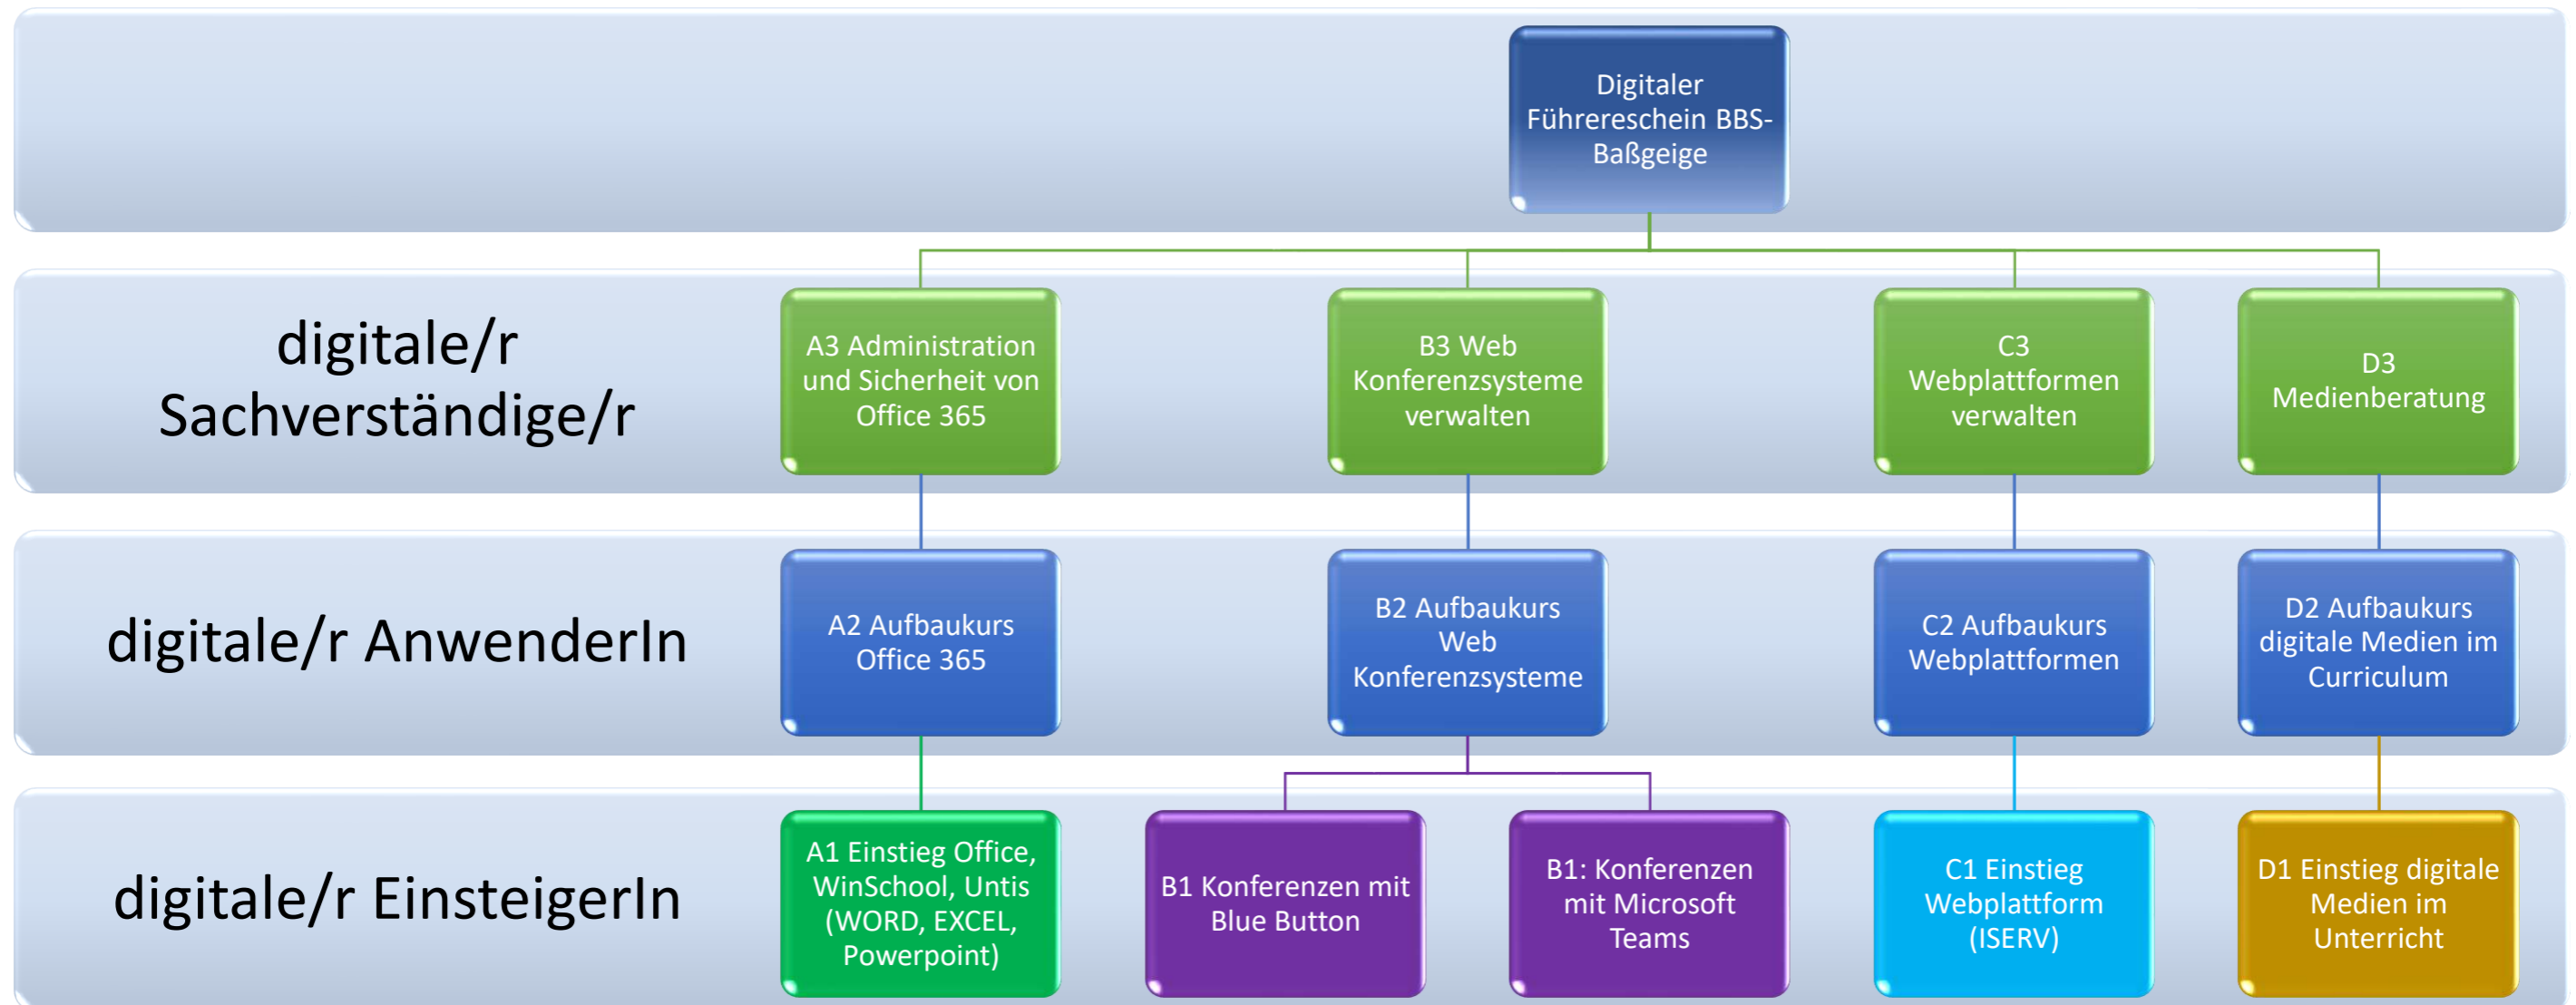 Digitaler
Führereschein BBS-
Baßgeige
digitale/r
Sachverständige/r
A3 Administration
und Sicherheit von
Office 365
B3 Web
Konferenzsysteme
verwalten
C3
Webplattformen
verwalten
D3
Medienberatung
digitale/r AnwenderIn
A2 Aufbaukurs
Office 365
B2 Aufbaukurs
Web
Konferenzsysteme
C2 Aufbaukurs
Webplattformen
D2 Aufbaukurs
digitale Medien im
Curriculum
digitale/r EinsteigerIn
A1 Einstieg Office,
WinSchool, Untis
(WORD, EXCEL,
Powerpoint)
B1 Konferenzen mit
Blue Button
B1: Konferenzen
mit Microsoft
Teams
C1 Einstieg
Webplattform
(ISERV)
D1 Einstieg digitale
Medien im
Unterricht